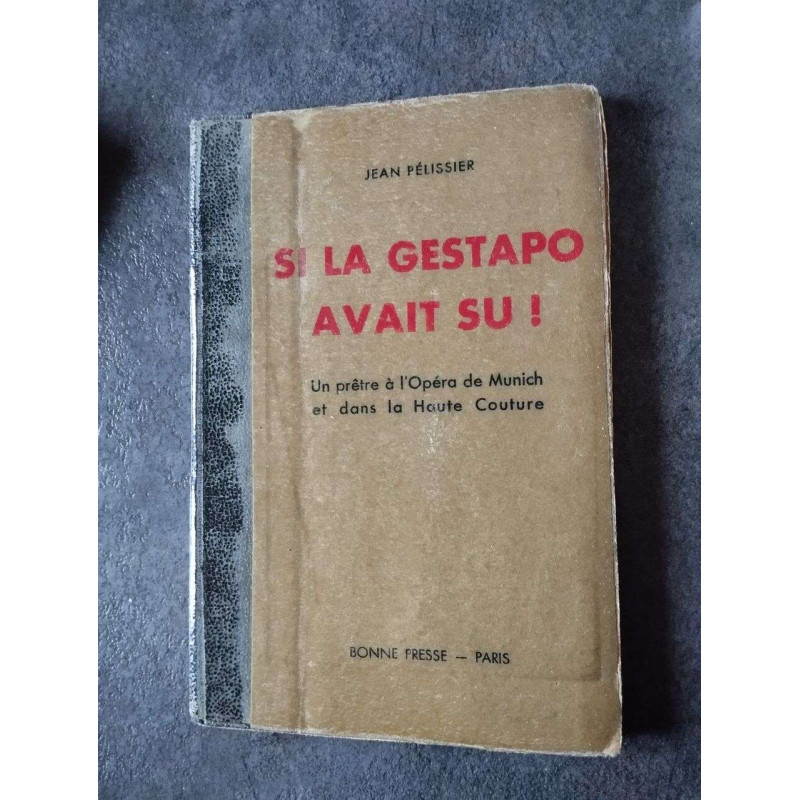 JEAN PÉLISSIER
SI LA GESTAPO
AVAIT SU !
Un prêtre à l'Opéra de Munich
et dans la Haute Couture
BONNE PRESSE — PARIS